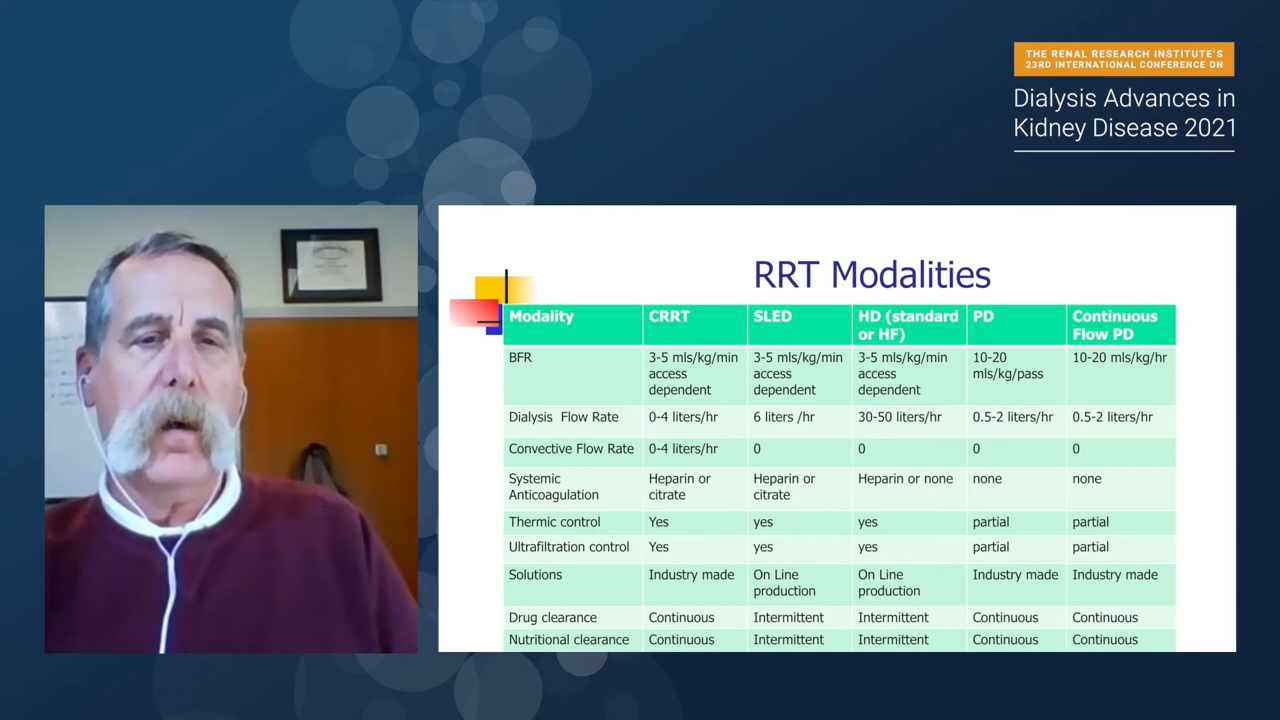 THE RENAL RESEARCH INSTITUTE'S
23RD INTERNATIONAL CONFERENCE ON
Dialysis Advances in
Kidney Disease 2021
RRT Modalities
Modality CRRT SLED HD (standard or HF) PD Continuous Flow PD
BFR 3-5 mls/kg/min access dependent 3-5 mls/kg/min access dependent 3-5 mls/kg/min access dependent 10-20 mls/kg/pass 10-20 mls/kg/hr
Dialysis Flow Rate 0-4 liters/hr 6 liters /hr 30-50 liters/hr 0.5-2 liters/hr 0.5-2 liters/hr
Convective Flow Rate 0-4 liters/hr 0 0 0 0
Systemic Anticoagulation Heparin or citrate Heparin or citrate Heparin or none none none
Thermic control Yes yes yes partial partial
Ultrafiltration control Yes yes yes partial partial
Solutions Industry made On Line production On Line production Industry made Industry made
Drug clearance Continuous Intermittent Intermittent Continuous Continuous
Nutritional clearance Continuous Intermittent Intermittent Continuous Continuous